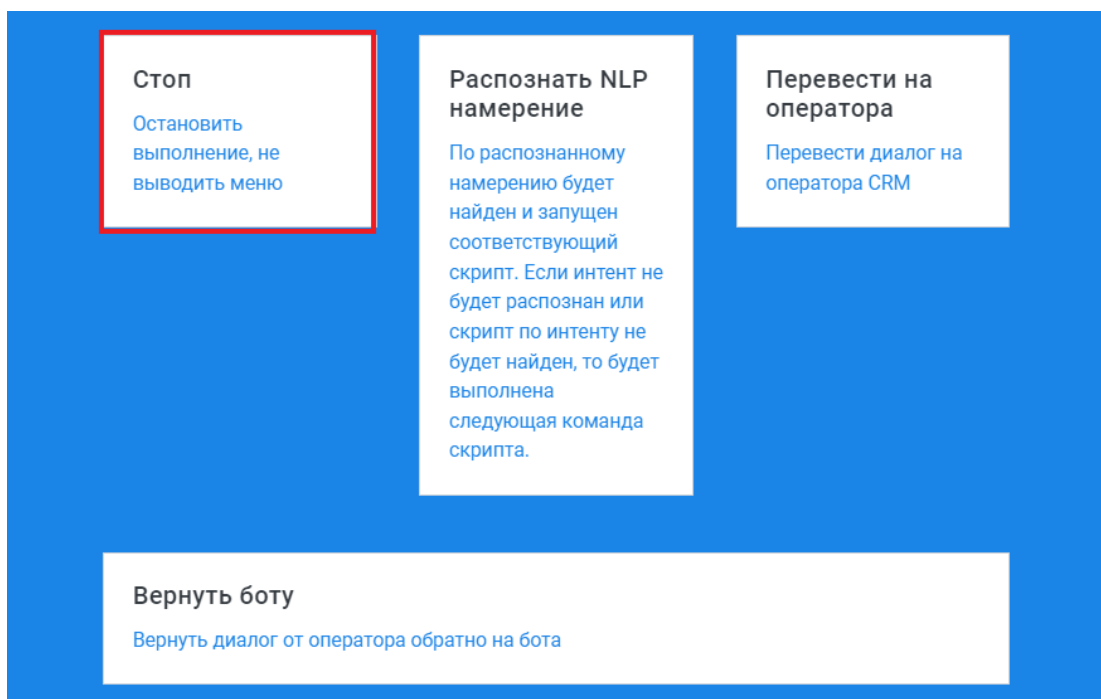 Стоп
Остановить
выполнение, не
выводить меню
Распознать NLP
намерение
По распознанному
намерению будет
найден и запущен
соответствующий
скрипт. Если интент не
будет распознан или
скрипт по интенту не
будет найден, то будет
выполнена
следующая команда
скрипта.
Перевести на
оператора
Перевести диалог на
оператора CRM
Вернуть боту
Вернуть диалог от оператора обратно на бота